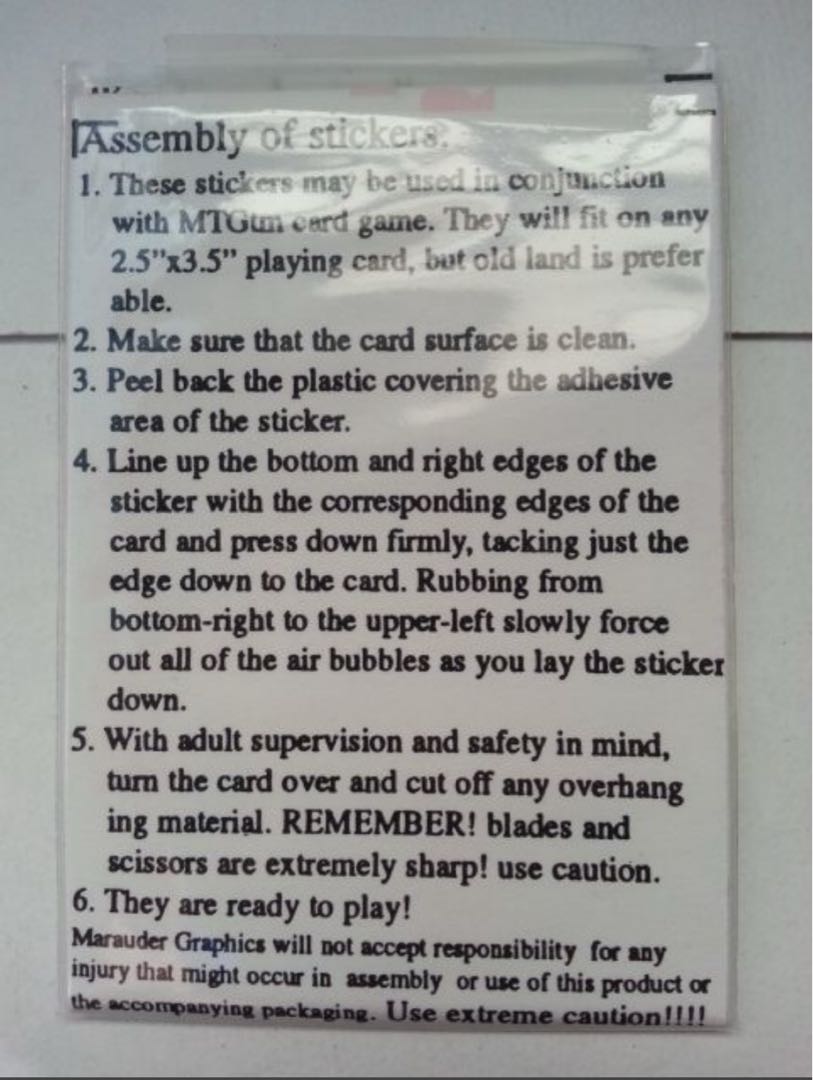 Assembly of stickers.
1. These stickers may be used in conjunction
with MTGtm card game. They will fit on any
2.5"x3.5" playing card, but old land is prefer
able.
2. Make sure that the card surface is clean.
3. Peel back the plastic covering the adhesive
area of the sticker.
4. Line up the bottom and right edges of the
sticker with the corresponding edges of the
card and press down firmly, tacking just the
edge down to the card. Rubbing from
bottom-right to the upper-left slowly force
out all of the air bubbles as you lay the sticker
down.
5. With adult supervision and safety in mind,
turn the card over and cut off any overhang
ing material. REMEMBER! blades and
scissors are extremely sharp! use caution.
6. They are ready to play!
Marauder Graphics will not accept responsibility for any
injury that might occur in assembly or use of this product or
the accompanying packaging. Use extreme caution!!!!